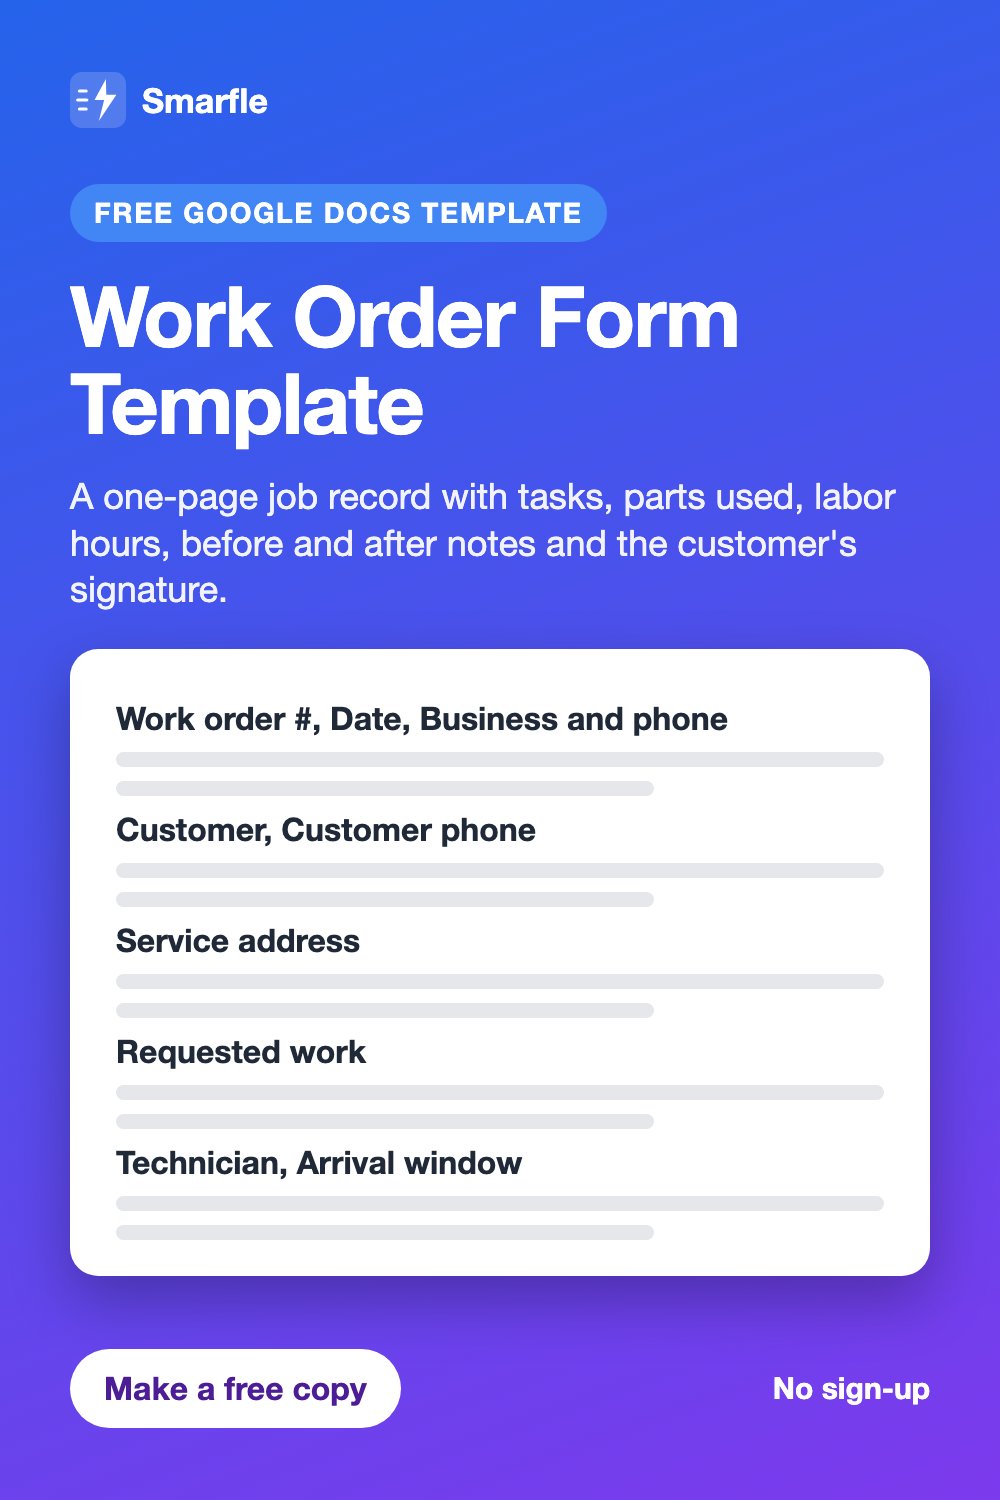 Smarfle
FREE GOOGLE DOCS TEMPLATE
Work Order Form
Template
A one-page job record with tasks, parts used, labor
hours, before and after notes and the customer's
signature.
Work order #, Date, Business and phone
Customer, Customer phone
Service address
Requested work
Technician, Arrival window
Make a free copy
No sign-up